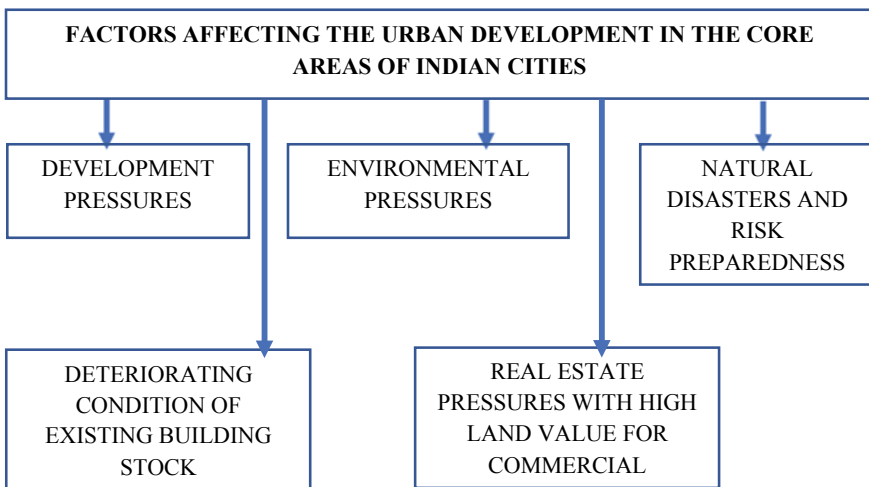 FACTORS AFFECTING THE URBAN DEVELOPMENT IN THE CORE
AREAS OF INDIAN CITIES
DEVELOPMENT
PRESSURES
ENVIRONMENTAL
PRESSURES
NATURAL
DISASTERS AND
RISK
PREPAREDNESS
DETERIORATING
CONDITION OF
EXISTING BUILDING
STOCK
REAL ESTATE
PRESSURES WITH HIGH
LAND VALUE FOR
COMMERCIAL